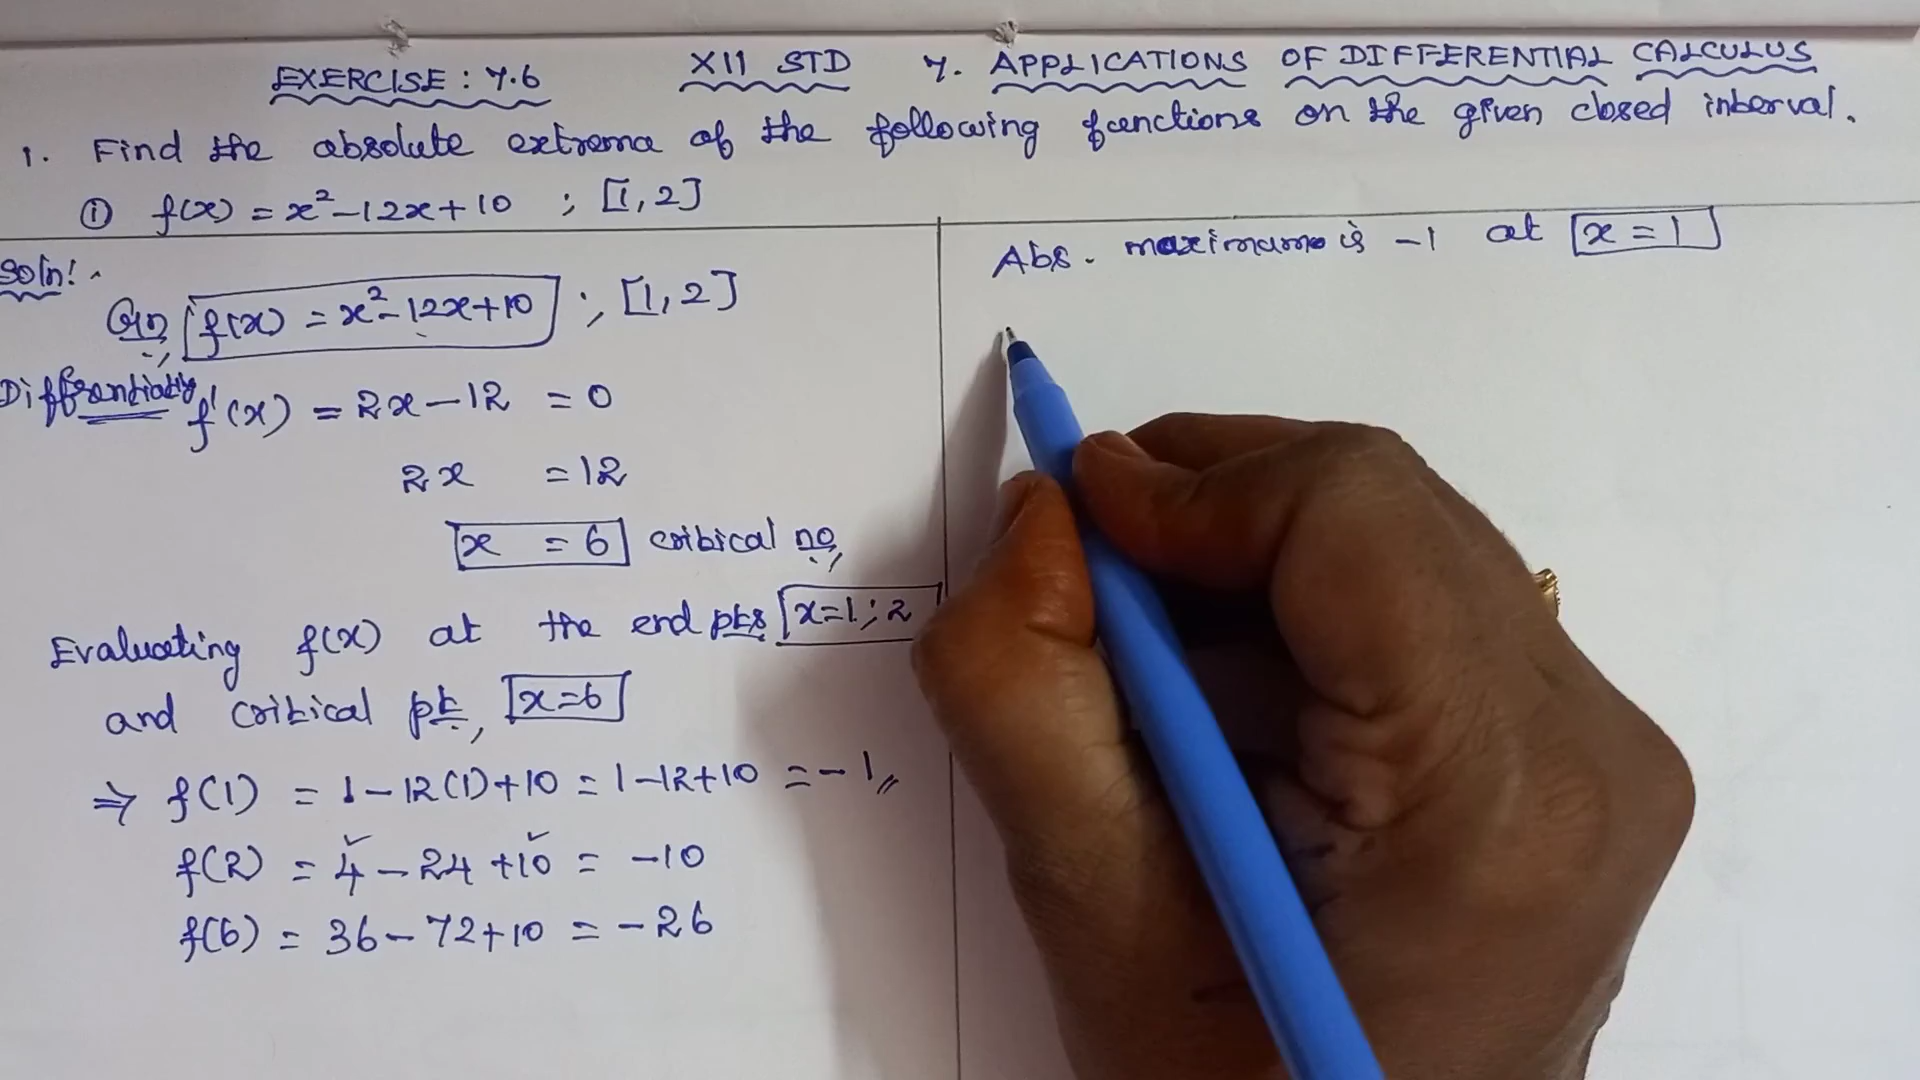 EXERCISE : 7.6 XII STD 7. APPLICATIONS OF DIFFERENTIAL CALCULUS
1. Find the absolute extrema of the following functions on the given closed interval.
① f(x) = x² - 12x + 10 ; [1, 2]
Soln! -
Gn f(x) = x² - 12x + 10 ; [1, 2]
Differentiating f'(x) = 2x - 12 = 0
2x = 12
x = 6 critical no,
Evaluating f(x) at the end pts x = 1 ; 2
and critical pt, x = 6
⇒ f(1) = 1 - 12(1) + 10 = 1 - 12 + 10 = -1
f(2) = 4 - 24 + 10 = -10
f(6) = 36 - 72 + 10 = -26
Abs. maximum is -1 at x = 1